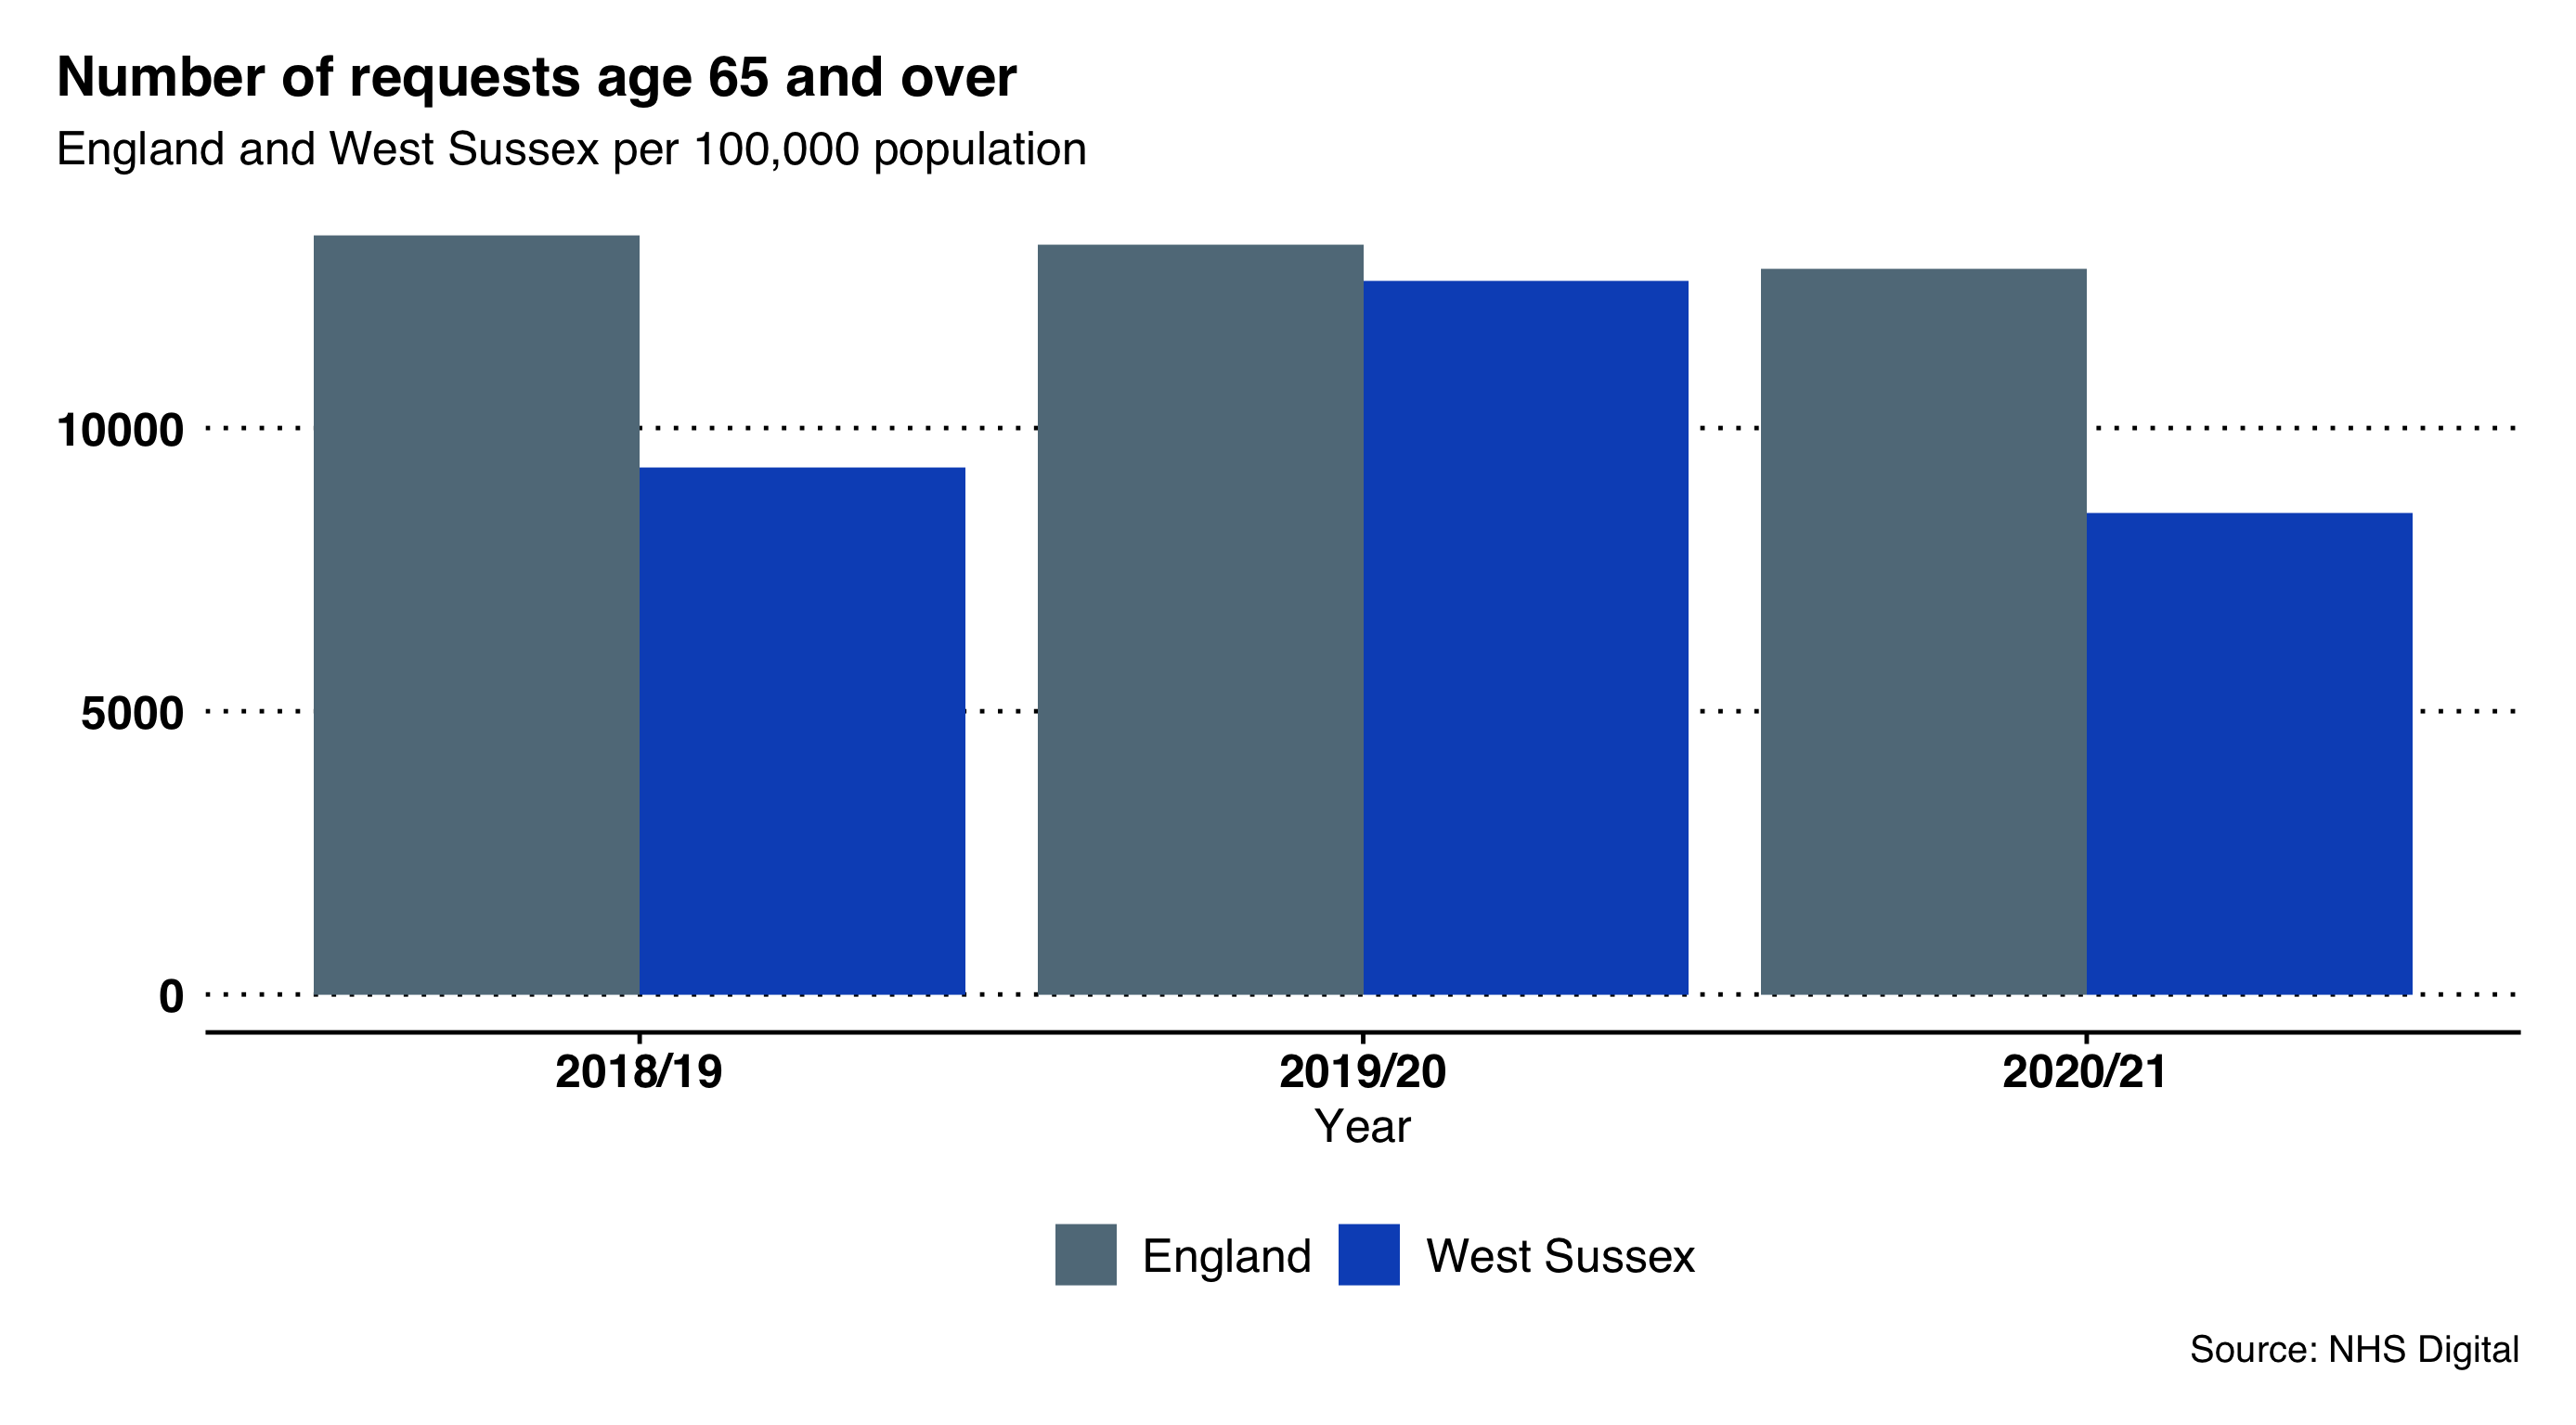 Number of requests age 65 and over
England and West Sussex per 100,000 population
10000
5000
0
2018/19 2019/20 2020/21
Year
England West Sussex
Source: NHS Digital